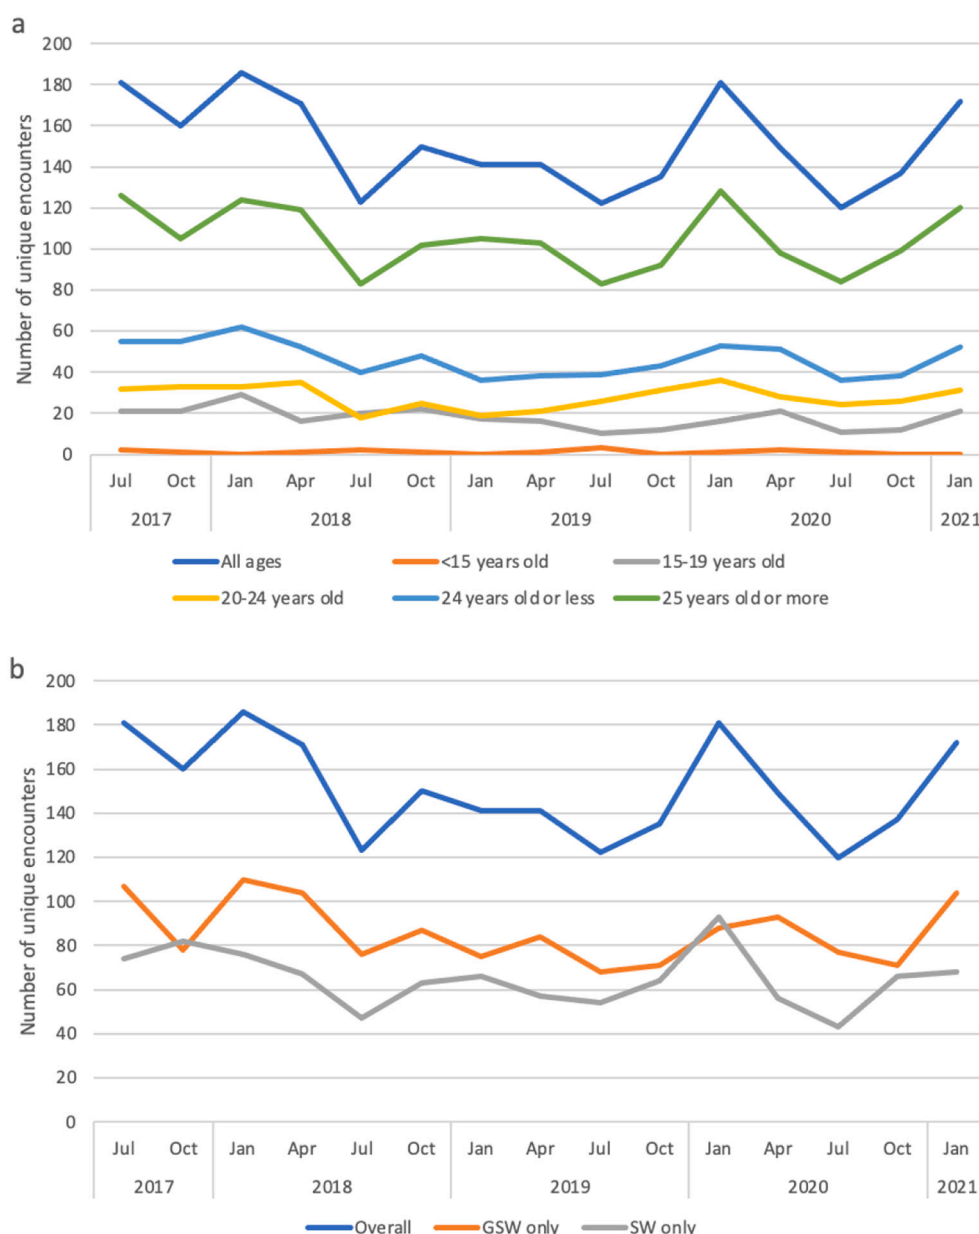 a
Number of unique encounters
200
180
160
140
120
100
80
60
40
20
0
Jul Oct Jan Apr Jul Oct Jan Apr Jul Oct Jan Apr Jul Oct Jan
2017 2018 2019 2020 2021
All ages <15 years old 15-19 years old
20-24 years old 24 years old or less 25 years old or more
b
Number of unique encounters
200
180
160
140
120
100
80
60
40
20
0
Jul Oct Jan Apr Jul Oct Jan Apr Jul Oct Jan Apr Jul Oct Jan
2017 2018 2019 2020 2021
Overall GSW only SW only